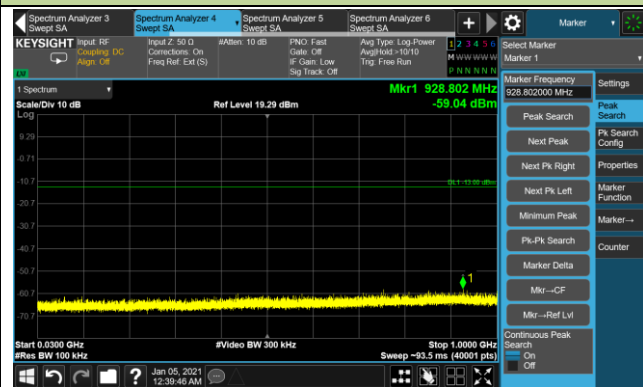 Spectrum Analyzer 3
Swept SA
Spectrum Analyzer 4
Swept SA
Spectrum Analyzer 5
Swept SA
Spectrum Analyzer 6
Swept SA
+
Marker
KEYSIGHT
Input: RF
Coupling: DC
Align: Off
Input Z: 50 Ω
Corrections: On
Freq Ref: Ext (S)
#Atten: 10 dB
PNO: Fast
Gate: Off
IF Gain: Low
Sig Track: Off
Avg Type: Log-Power
Avg|Hold:>10/10
Trig: Free Run
1 2 3 4 5 6
M W W W W W
P N N N N N
Select Marker
Marker 1
LXI
1 Spectrum
Mkr1 928.802 MHz
Scale/Div 10 dB
Ref Level 19.29 dBm
-59.04 dBm
Log
9.29
-0.71
-10.7
-20.7
-30.7
-40.7
-50.7
-60.7
-70.7
DL1 -13.00 dBm
1
Start 0.0300 GHz
#Video BW 300 kHz
Stop 1.0000 GHz
#Res BW 100 kHz
Sweep ~93.5 ms (40001 pts)
Marker Frequency
928.802000 MHz
Peak Search
Next Peak
Next Pk Right
Next Pk Left
Minimum Peak
Pk-Pk Search
Marker Delta
Mkr→CF
Mkr→Ref Lvl
Continuous Peak
Search
On
Off
Settings
Peak
Search
Pk Search
Config
Properties
Marker
Function
Marker→
Counter
?
Jan 05, 2021
12:39:46 AM